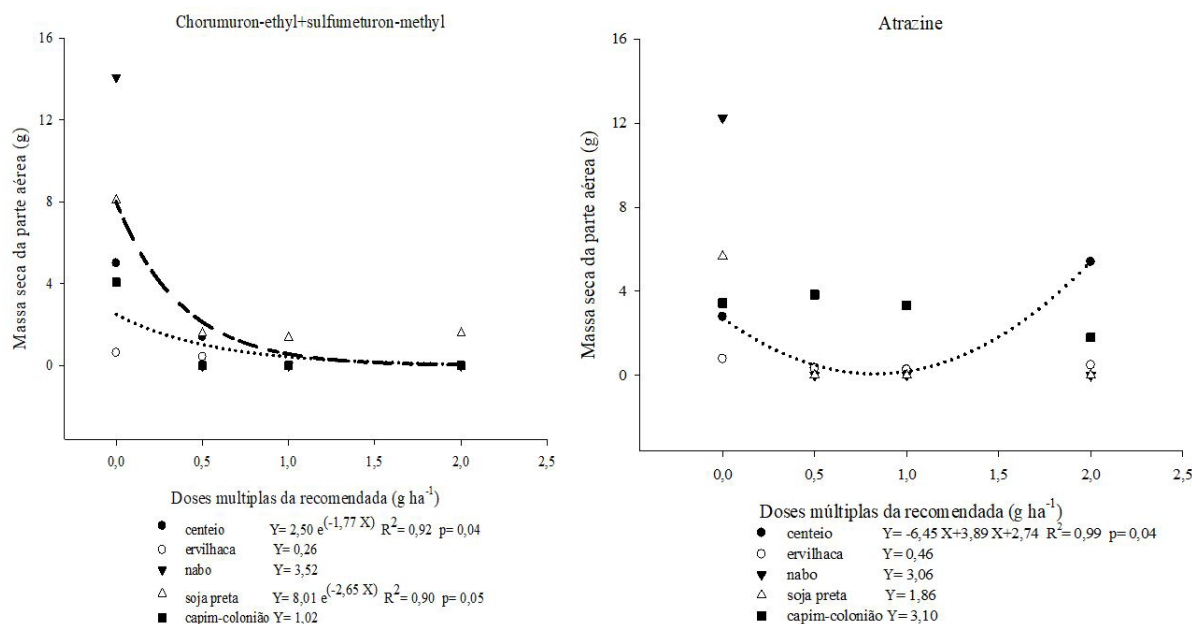 Chorumuron-ethyl+sulfumeturon-methyl
Massa seca da parte aérea (g)
16
12
8
4
0
0,0 0,5 1,0 1,5 2,0 2,5
Doses multiplas da recomendada (g ha-1)
centeio Y= 2,50 e(-1,77 X) R2= 0,92 p= 0,04
ervilhaca Y= 0,26
nabo Y= 3,52
soja preta Y= 8,01 e(-2,65 X) R2= 0,90 p= 0,05
capim-colonião Y= 1,02
Atrazine
Massa seca da parte aérea (g)
16
12
8
4
0
0,0 0,5 1,0 1,5 2,0 2,5
Doses múltiplas da recomendada (g ha-1)
centeio Y= -6,45 X+3,89 X+2,74 R2= 0,99 p= 0,04
ervilhaca Y= 0,46
nabo Y= 3,06
soja preta Y= 1,86
capim-colonião Y= 3,10